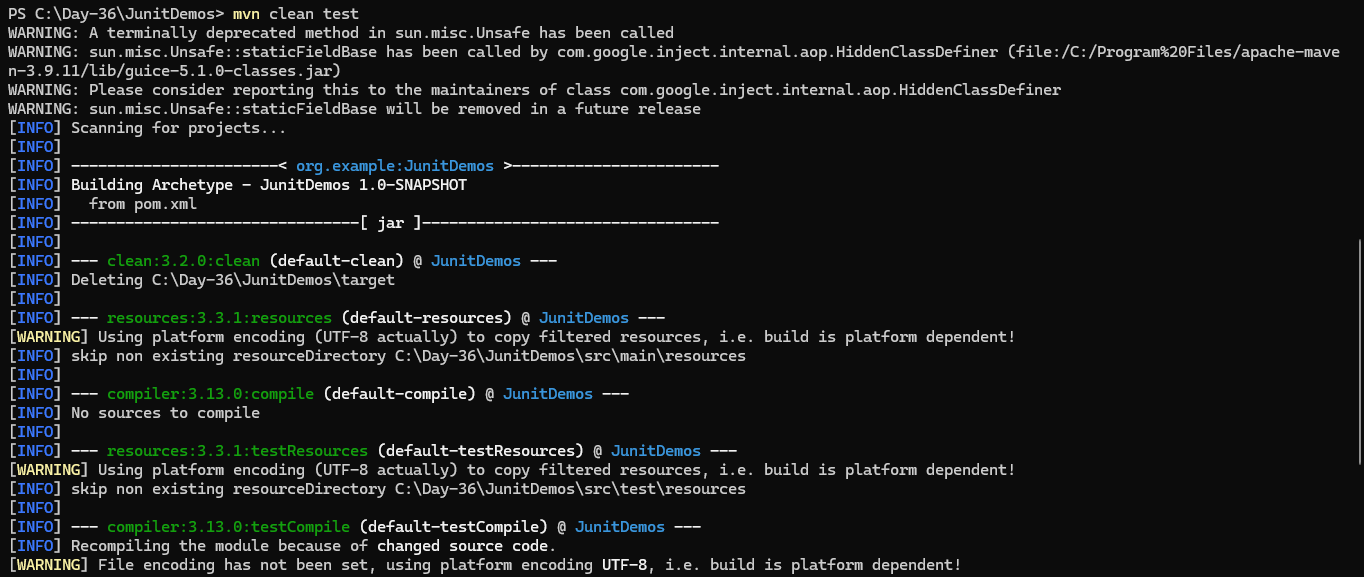 PS C:\Day-36\JunitDemos> mvn clean test
WARNING: A terminally deprecated method in sun.misc.Unsafe has been called
WARNING: sun.misc.Unsafe::staticFieldBase has been called by com.google.inject.internal.aop.HiddenClassDefiner (file:/C:/Program%20Files/apache-mave
n-3.9.11/lib/guice-5.1.0-classes.jar)
WARNING: Please consider reporting this to the maintainers of class com.google.inject.internal.aop.HiddenClassDefiner
WARNING: sun.misc.Unsafe::staticFieldBase will be removed in a future release
[INFO] Scanning for projects...
[INFO]
[INFO] -----------------------< org.example:JunitDemos >-----------------------
[INFO] Building Archetype - JunitDemos 1.0-SNAPSHOT
[INFO]   from pom.xml
[INFO] --------------------------------[ jar ]---------------------------------
[INFO]
[INFO] --- clean:3.2.0:clean (default-clean) @ JunitDemos ---
[INFO] Deleting C:\Day-36\JunitDemos\target
[INFO]
[INFO] --- resources:3.3.1:resources (default-resources) @ JunitDemos ---
[WARNING] Using platform encoding (UTF-8 actually) to copy filtered resources, i.e. build is platform dependent!
[INFO] skip non existing resourceDirectory C:\Day-36\JunitDemos\src\main\resources
[INFO]
[INFO] --- compiler:3.13.0:compile (default-compile) @ JunitDemos ---
[INFO] No sources to compile
[INFO]
[INFO] --- resources:3.3.1:testResources (default-testResources) @ JunitDemos ---
[WARNING] Using platform encoding (UTF-8 actually) to copy filtered resources, i.e. build is platform dependent!
[INFO] skip non existing resourceDirectory C:\Day-36\JunitDemos\src\test\resources
[INFO]
[INFO] --- compiler:3.13.0:testCompile (default-testCompile) @ JunitDemos ---
[INFO] Recompiling the module because of changed source code.
[WARNING] File encoding has not been set, using platform encoding UTF-8, i.e. build is platform dependent!